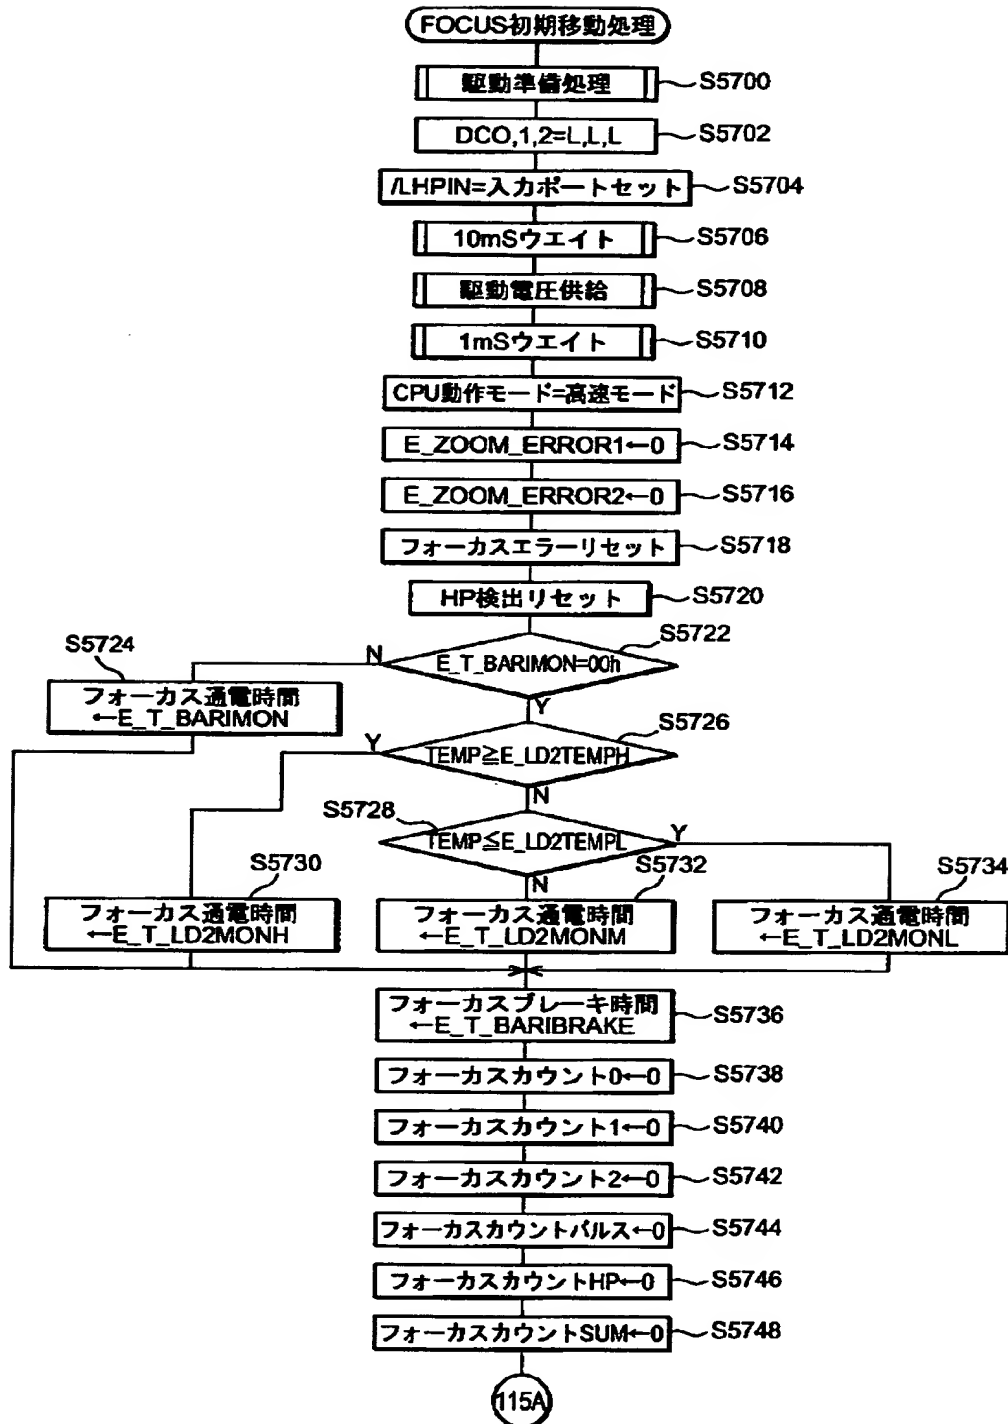 FOCUS初期移動処理
駆動準備処理
S5700
DCO,1,2=L,L,L
S5702
/LHPIN=入力ポートセット
S5704
10mSウエイト
S5706
駆動電圧供給
S5708
1mSウエイト
S5710
CPU動作モード=高速モード
S5712
E_ZOOM_ERROR1←0
S5714
E_ZOOM_ERROR2←0
S5716
フォーカスエラーリセット
S5718
HP検出リセット
S5720
S5722
E_T_BARIMON=00h
N
Y
S5724
フォーカス通電時間
←E_T_BARIMON
S5726
TEMP≧E_LD2TEMPH
Y
N
S5728
TEMP≦E_LD2TEMPL
Y
N
S5730
フォーカス通電時間
←E_T_LD2MONH
S5732
フォーカス通電時間
←E_T_LD2MONM
S5734
フォーカス通電時間
←E_T_LD2MONL
フォーカスブレーキ時間
←E_T_BARIBRAKE
S5736
フォーカスカウント0←0
S5738
フォーカスカウント1←0
S5740
フォーカスカウント2←0
S5742
フォーカスカウントパルス←0
S5744
フォーカスカウントHP←0
S5746
フォーカスカウントSUM←0
S5748
115A